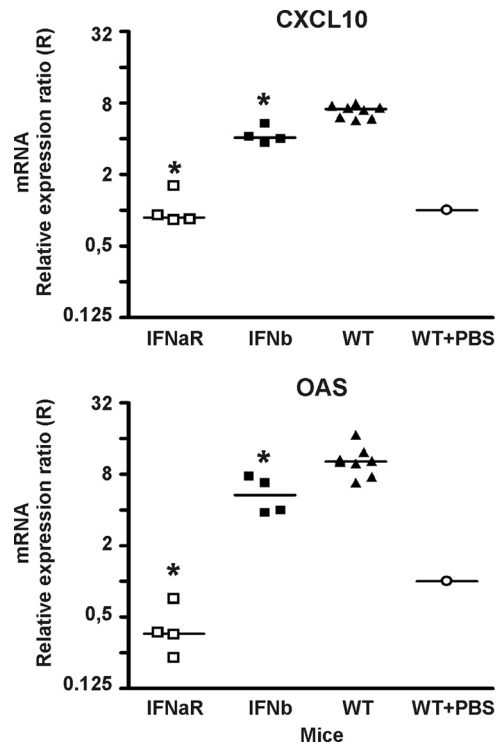 CXCL10
mRNA
Relative expression ratio (R)
32
8
2
0,5
0.125
*
*
IFNaR IFNb WT WT+PBS
OAS
mRNA
Relative expression ratio (R)
32
8
2
0,5
0.125
*
*
IFNaR IFNb WT WT+PBS
Mice